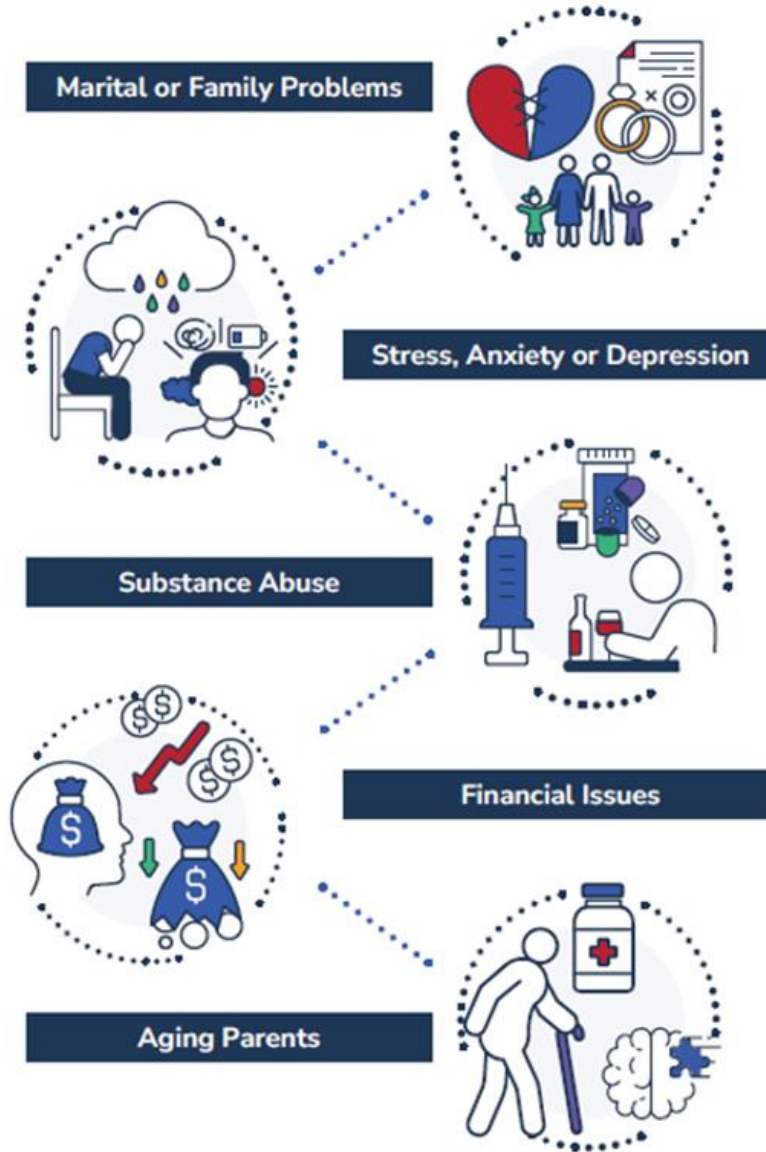 Marital or Family Problems
Stress, Anxiety or Depression
Substance Abuse
$ $
$ $
$
$
Financial Issues
Aging Parents